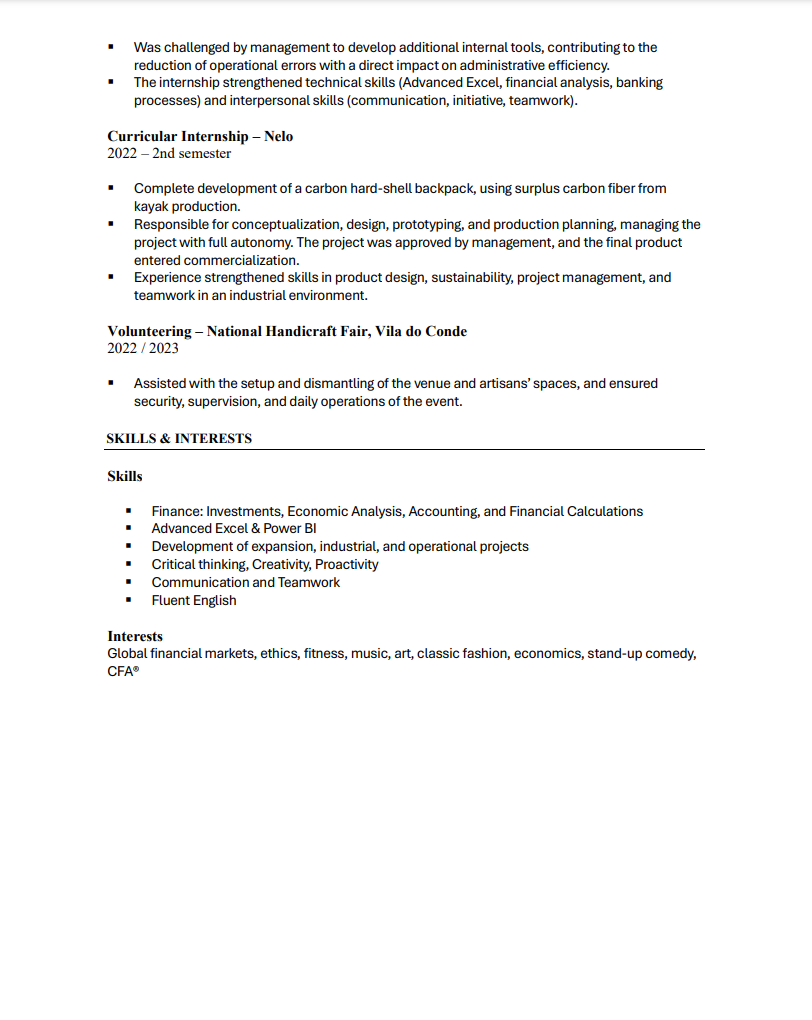 ▪ Was challenged by management to develop additional internal tools, contributing to the
reduction of operational errors with a direct impact on administrative efficiency.
▪ The internship strengthened technical skills (Advanced Excel, financial analysis, banking
processes) and interpersonal skills (communication, initiative, teamwork).
Curricular Internship – Nelo
2022 – 2nd semester
▪ Complete development of a carbon hard-shell backpack, using surplus carbon fiber from
kayak production.
▪ Responsible for conceptualization, design, prototyping, and production planning, managing the
project with full autonomy. The project was approved by management, and the final product
entered commercialization.
▪ Experience strengthened skills in product design, sustainability, project management, and
teamwork in an industrial environment.
Volunteering – National Handicraft Fair, Vila do Conde
2022 / 2023
▪ Assisted with the setup and dismantling of the venue and artisans’ spaces, and ensured
security, supervision, and daily operations of the event.
SKILLS & INTERESTS
Skills
▪ Finance: Investments, Economic Analysis, Accounting, and Financial Calculations
▪ Advanced Excel & Power BI
▪ Development of expansion, industrial, and operational projects
▪ Critical thinking, Creativity, Proactivity
▪ Communication and Teamwork
▪ Fluent English
Interests
Global financial markets, ethics, fitness, music, art, classic fashion, economics, stand-up comedy,
CFA®